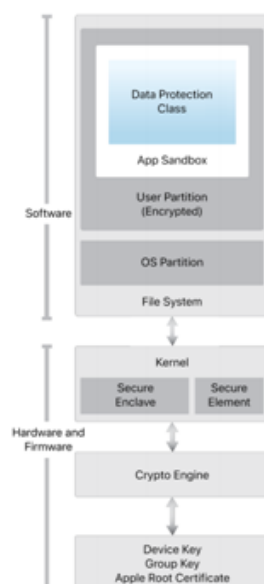 Data Protection
Class
App Sandbox
User Partition
(Encrypted)
OS Partition
File System
Software
Kernel
Secure
Enclave
Secure
Element
Hardware and
Firmware
Crypto Engine
Device Key
Group Key
Apple Root Certificate